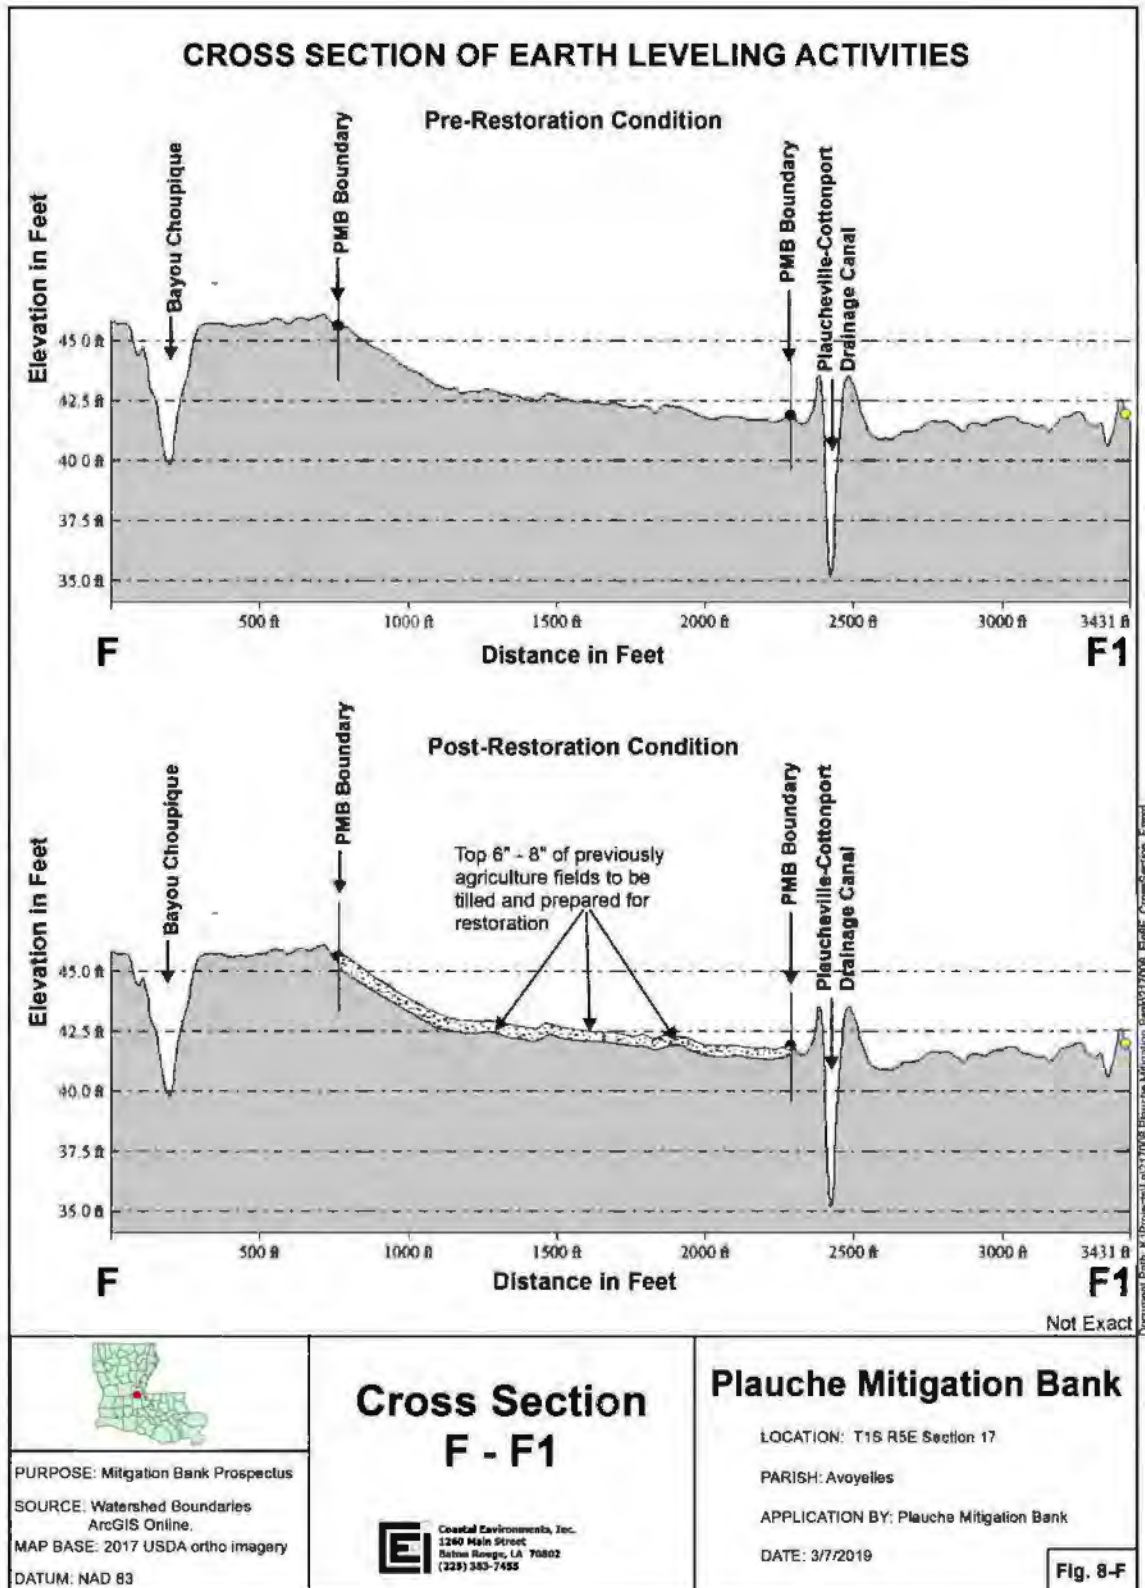 CROSS SECTION OF EARTH LEVELING ACTIVITIES
Pre-Restoration Condition
Elevation in Feet
Bayou Choupique
PMB Boundary
PMB Boundary
Plaucheville-Cottonport
Drainage Canal
45.0 ft
42.5 ft
40.0 ft
37.5 ft
35.0 ft
500 ft
1000 ft
1500 ft
2000 ft
2500 ft
3000 ft
3431 ft
F
Distance in Feet
F1
Post-Restoration Condition
Elevation in Feet
Bayou Choupique
PMB Boundary
Top 6" - 8" of previously
agriculture fields to be
tilled and prepared for
restoration
PMB Boundary
Plaucheville-Cottonport
Drainage Canal
45.0 ft
42.5 ft
40.0 ft
37.5 ft
35.0 ft
500 ft
1000 ft
1500 ft
2000 ft
2500 ft
3000 ft
3431 ft
F
Distance in Feet
F1
Not Exact
PURPOSE: Mitigation Bank Prospectus
SOURCE: Watershed Boundaries
ArcGIS Online.
MAP BASE: 2017 USDA ortho imagery
DATUM: NAD 83
Cross Section
F - F1
Coastal Environments, Inc.
1260 Main Street
Baton Rouge, LA 70802
(225) 383-7455
Plauche Mitigation Bank
LOCATION: T1S R5E Section 17
PARISH: Avoyelles
APPLICATION BY: Plauche Mitigation Bank
DATE: 3/7/2019
Fig. 8-F